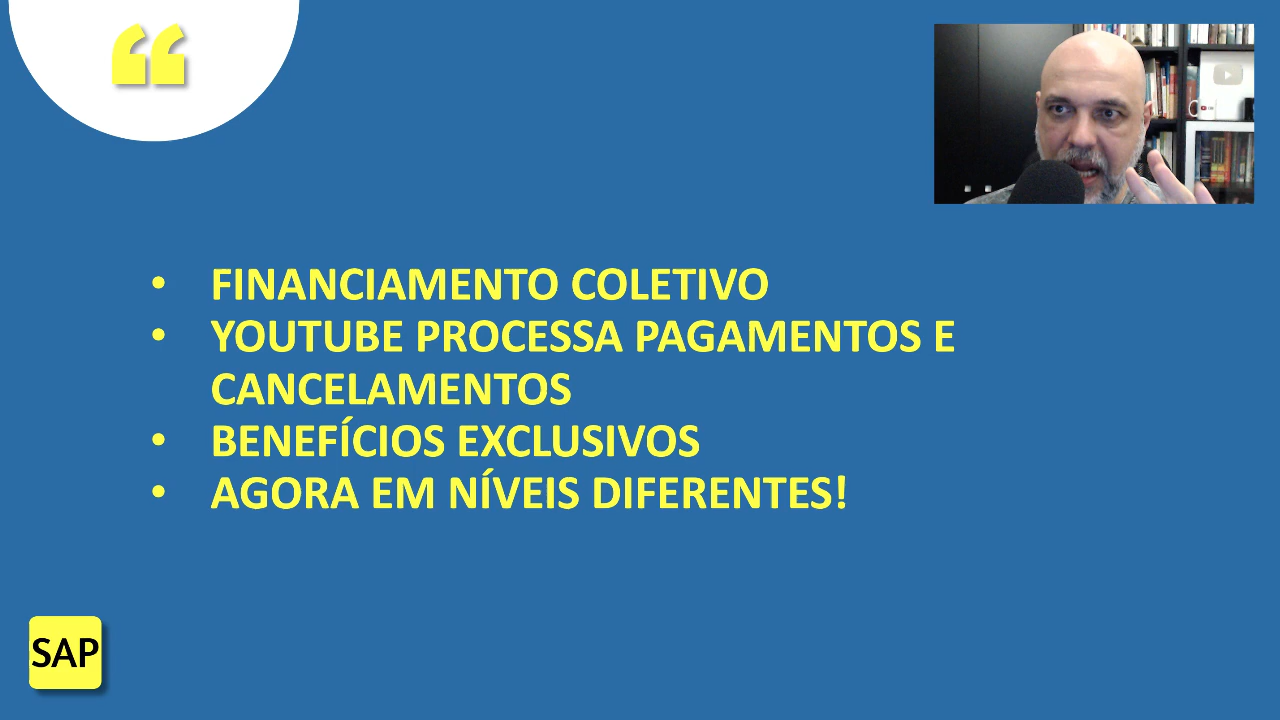 “
• FINANCIAMENTO COLETIVO
• YOUTUBE PROCESSA PAGAMENTOS E
CANCELAMENTOS
• BENEFÍCIOS EXCLUSIVOS
• AGORA EM NÍVEIS DIFERENTES!
SAP